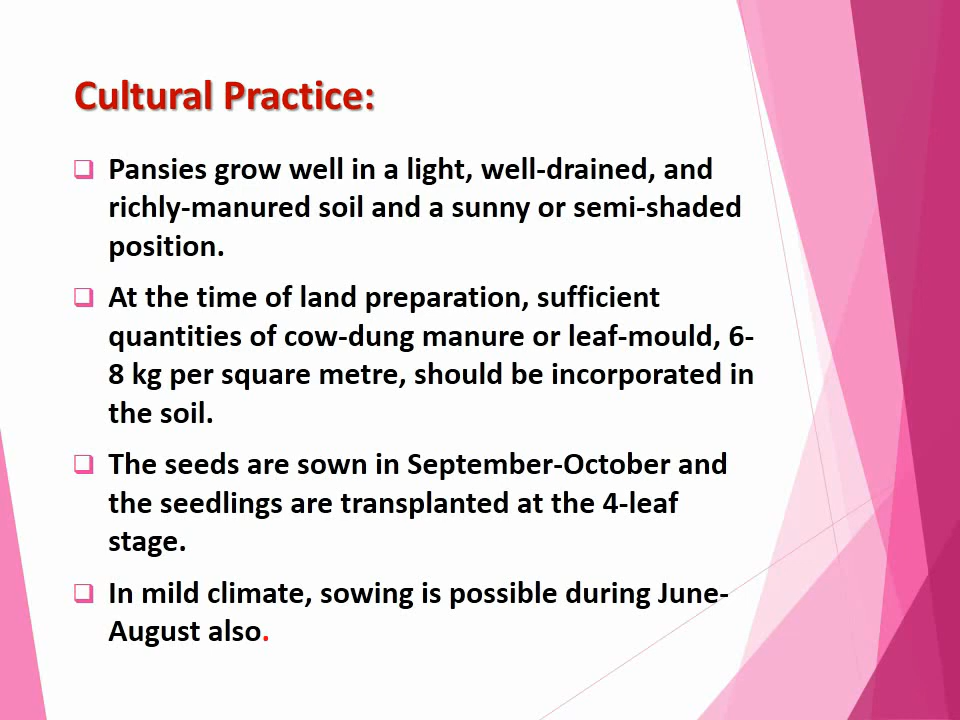 Cultural Practice:
Pansies grow well in a light, well-drained, and
richly-manured soil and a sunny or semi-shaded
position.
At the time of land preparation, sufficient
quantities of cow-dung manure or leaf-mould, 6-
8 kg per square metre, should be incorporated in
the soil.
The seeds are sown in September-October and
the seedlings are transplanted at the 4-leaf
stage.
In mild climate, sowing is possible during June-
August also.